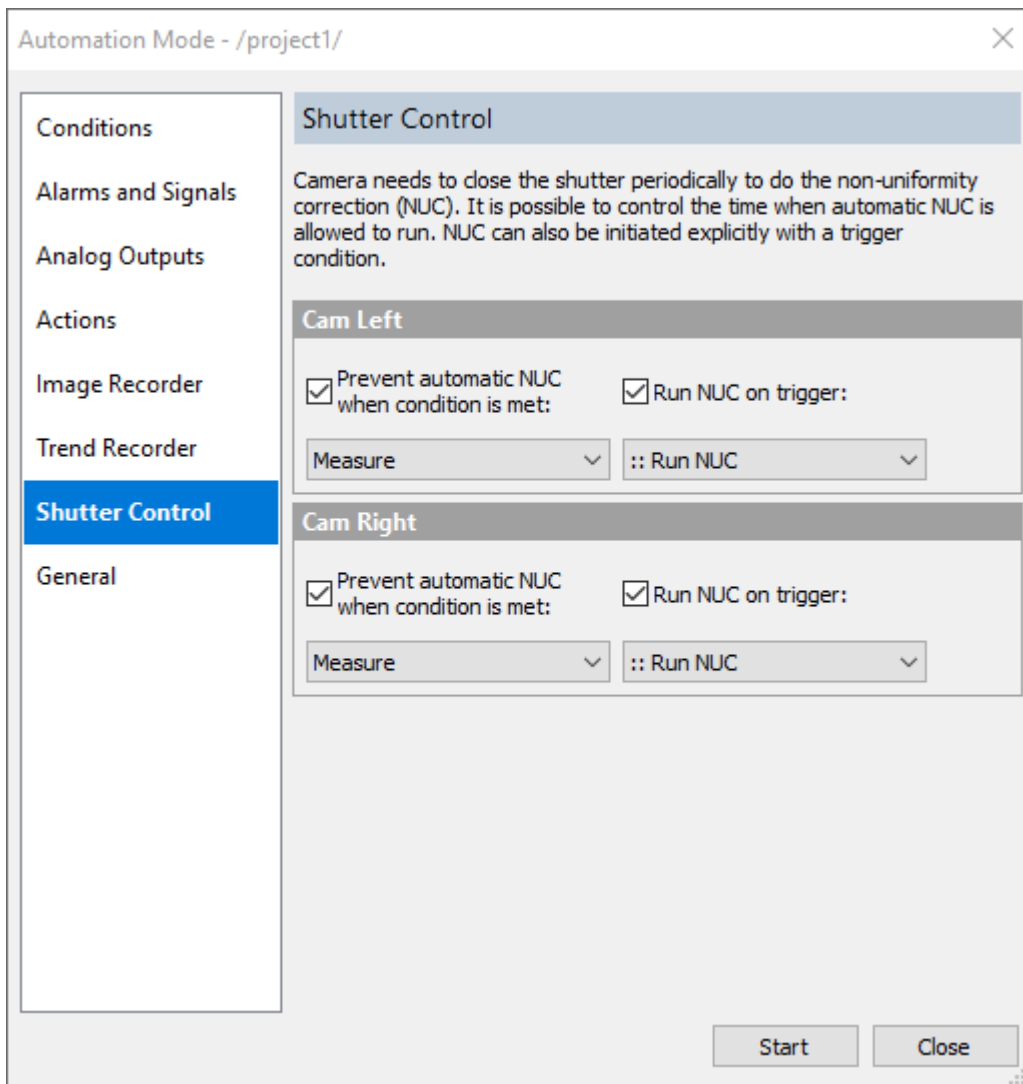 Automation Mode - /project1/
Conditions
Alarms and Signals
Analog Outputs
Actions
Image Recorder
Trend Recorder
Shutter Control
General
Shutter Control
Camera needs to close the shutter periodically to do the non-uniformity
correction (NUC). It is possible to control the time when automatic NUC is
allowed to run. NUC can also be initiated explicitly with a trigger
condition.
Cam Left
Prevent automatic NUC
when condition is met:
Run NUC on trigger:
Measure
:: Run NUC
Cam Right
Prevent automatic NUC
when condition is met:
Run NUC on trigger:
Measure
:: Run NUC
Start
Close